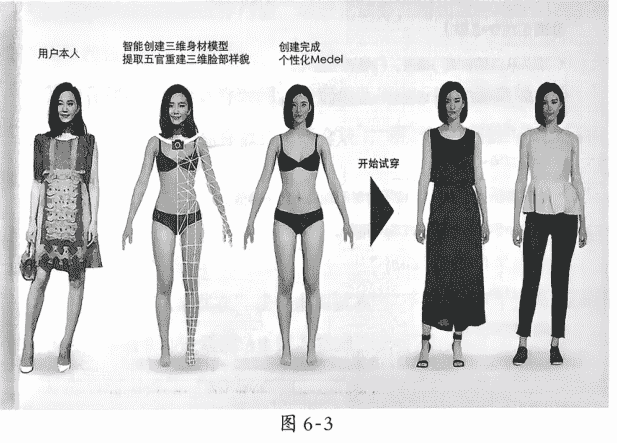 用户本人
智能创建三维身材模型
提取五官重建三维脸部样貌
创建完成
个性化Medel
开始试穿
图 6-3